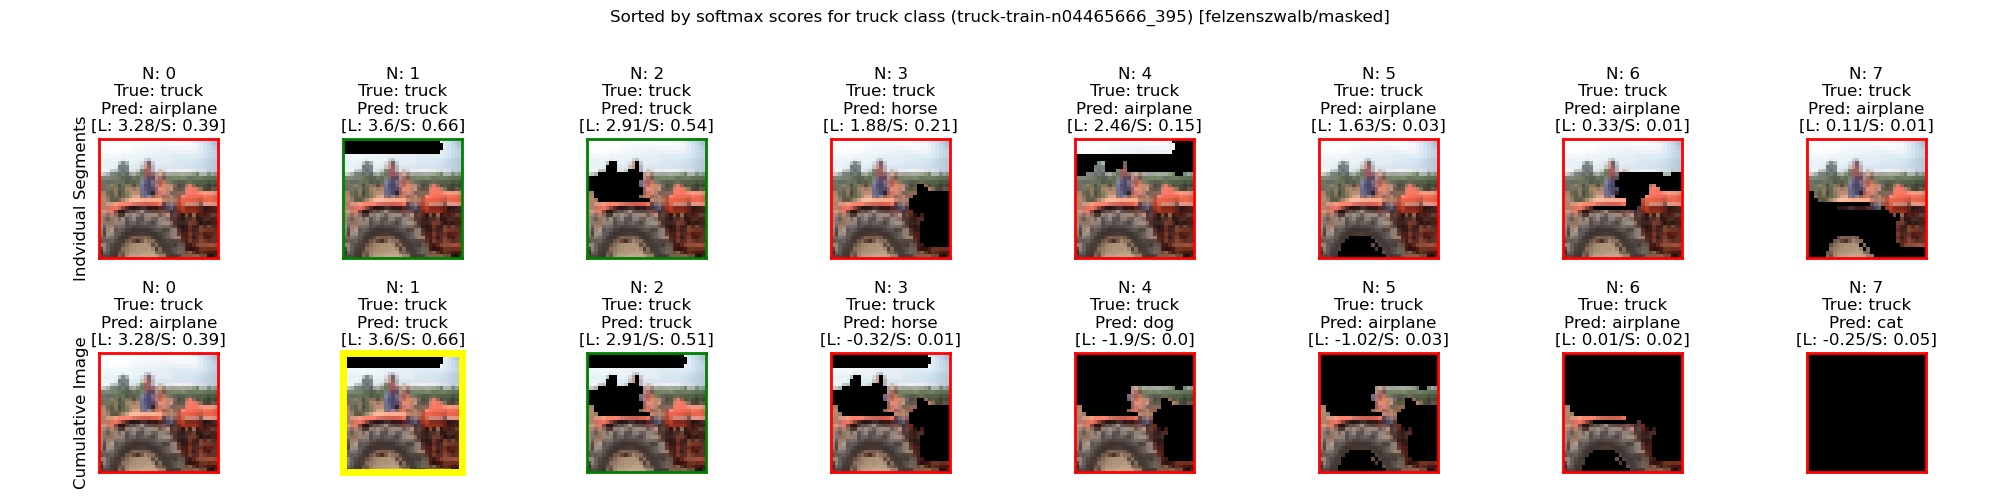 Sorted by softmax scores for truck class (truck-train-n04465666_395) [felzenszwalb/masked]
Indvidual Segments
N: 0
True: truck
Pred: airplane
[L: 3.28/S: 0.39]
N: 1
True: truck
Pred: truck
[L: 3.6/S: 0.66]
N: 2
True: truck
Pred: truck
[L: 2.91/S: 0.54]
N: 3
True: truck
Pred: horse
[L: 1.88/S: 0.21]
N: 4
True: truck
Pred: airplane
[L: 2.46/S: 0.15]
N: 5
True: truck
Pred: airplane
[L: 1.63/S: 0.03]
N: 6
True: truck
Pred: airplane
[L: 0.33/S: 0.01]
N: 7
True: truck
Pred: airplane
[L: 0.11/S: 0.01]
Cumulative Image
N: 0
True: truck
Pred: airplane
[L: 3.28/S: 0.39]
N: 1
True: truck
Pred: truck
[L: 3.6/S: 0.66]
N: 2
True: truck
Pred: truck
[L: 2.91/S: 0.51]
N: 3
True: truck
Pred: horse
[L: -0.32/S: 0.01]
N: 4
True: truck
Pred: dog
[L: -1.9/S: 0.0]
N: 5
True: truck
Pred: airplane
[L: -1.02/S: 0.03]
N: 6
True: truck
Pred: airplane
[L: 0.01/S: 0.02]
N: 7
True: truck
Pred: cat
[L: -0.25/S: 0.05]